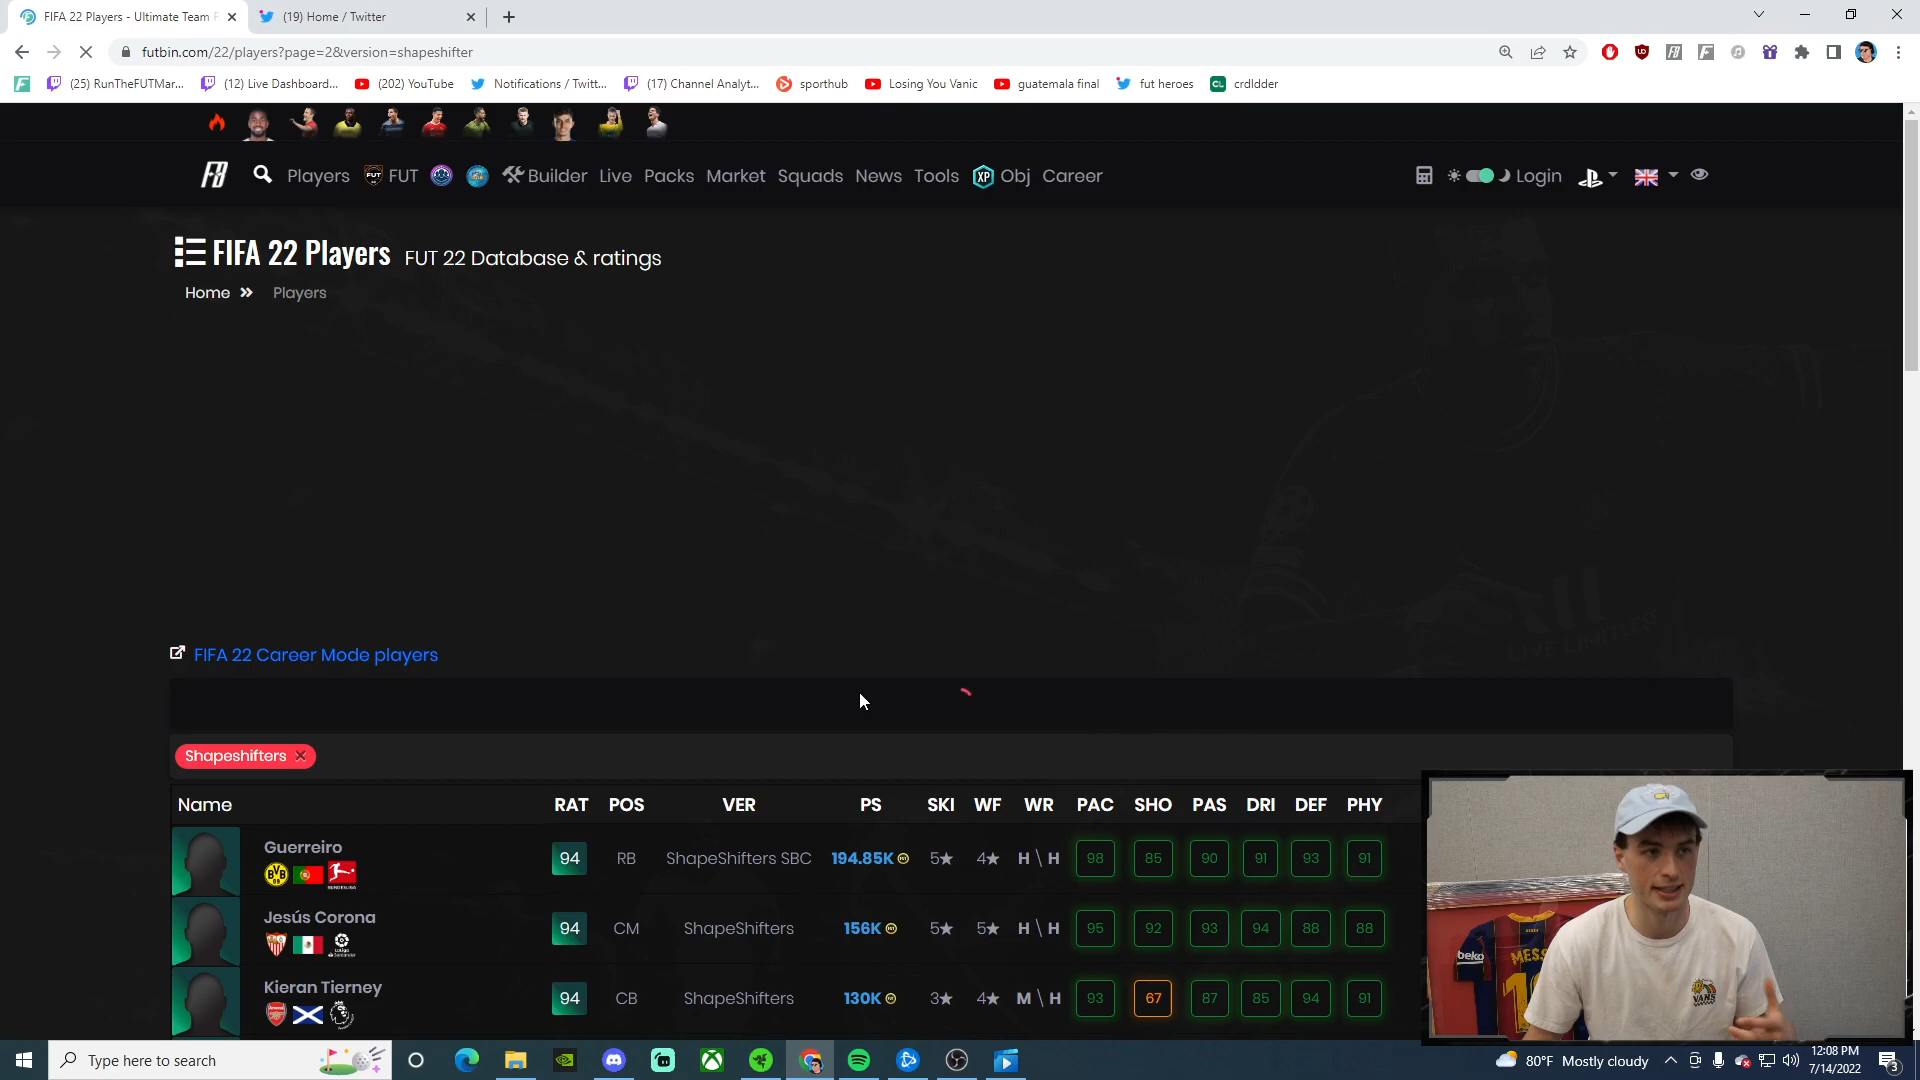 FIFA 22 Players - Ultimate Team F
(19) Home / Twitter
futbin.com/22/players?page=2&version=shapeshifter
(25) RunTheFUTMar...
(12) Live Dashboard...
(202) YouTube
Notifications / Twitt...
(17) Channel Analyt...
sporthub
Losing You Vanic
guatemala final
fut heroes
CL crdldder
Players FUT Builder Live Packs Market Squads News Tools XP Obj Career Login
FIFA 22 Players FUT 22 Database & ratings
Home » Players
FIFA 22 Career Mode players
Shapeshifters
Name RAT POS VER PS SKI WF WR PAC SHO PAS DRI DEF PHY
Guerreiro
94 RB ShapeShifters SBC 194.85K 5★ 4★ H \ H 98 85 90 91 93 91
Jesús Corona
94 CM ShapeShifters 156K 5★ 5★ H \ H 95 92 93 94 88 88
Kieran Tierney
94 CB ShapeShifters 130K 3★ 4★ M \ H 93 67 87 85 94 91
beko
MESS
VANS
Type here to search
80°F Mostly cloudy
12:08 PM
7/14/2022
3